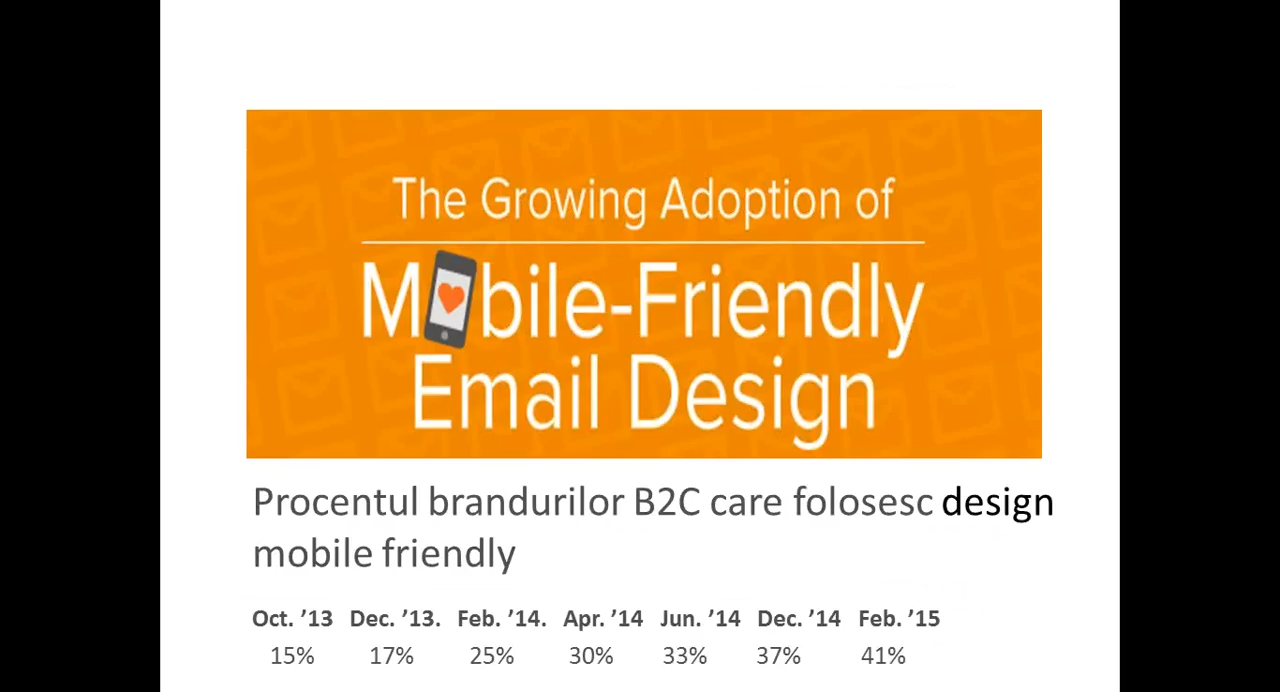 The Growing Adoption of
Mobile-Friendly
Email Design
Procentul brandurilor B2C care folosesc design
mobile friendly
Oct. ’13 Dec. ’13. Feb. ’14. Apr. ’14 Jun. ’14 Dec. ’14 Feb. ’15
15% 17% 25% 30% 33% 37% 41%